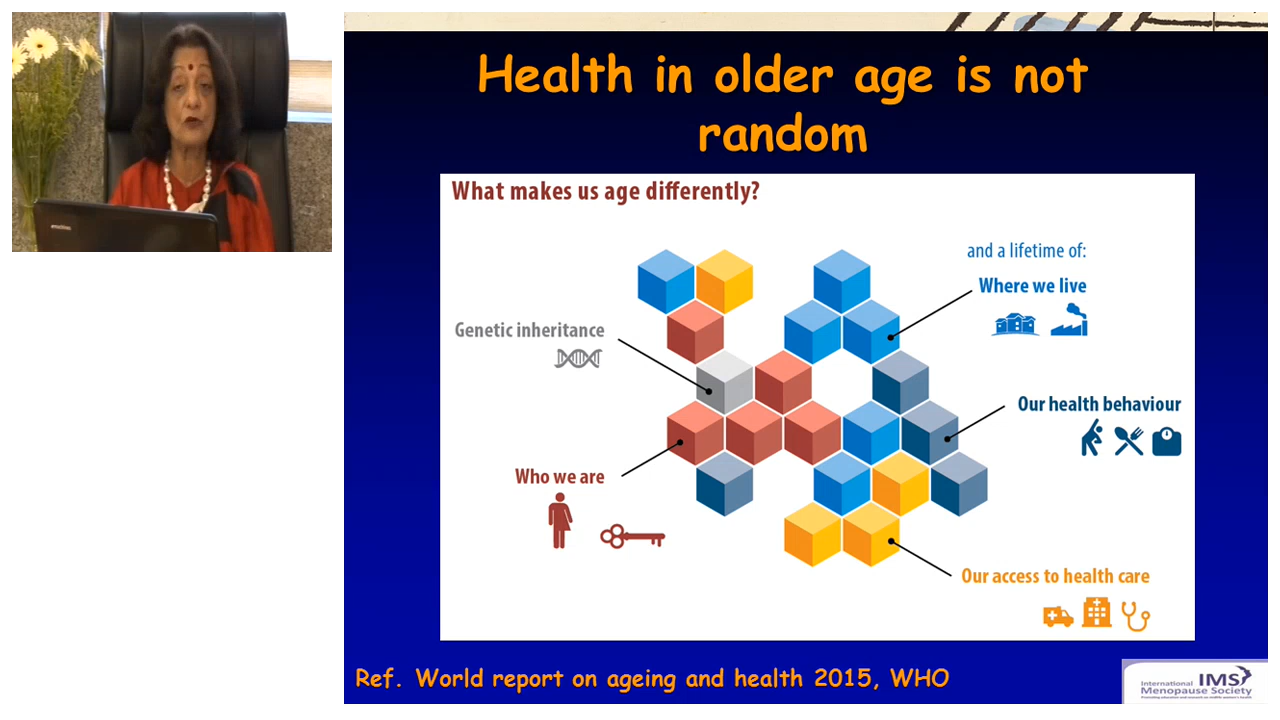 Health in older age is not
random
What makes us age differently?
and a lifetime of:
Where we live
Genetic inheritance
Our health behaviour
Who we are
Our access to health care
Ref. World report on ageing and health 2015, WHO
International
Menopause Society
IMS